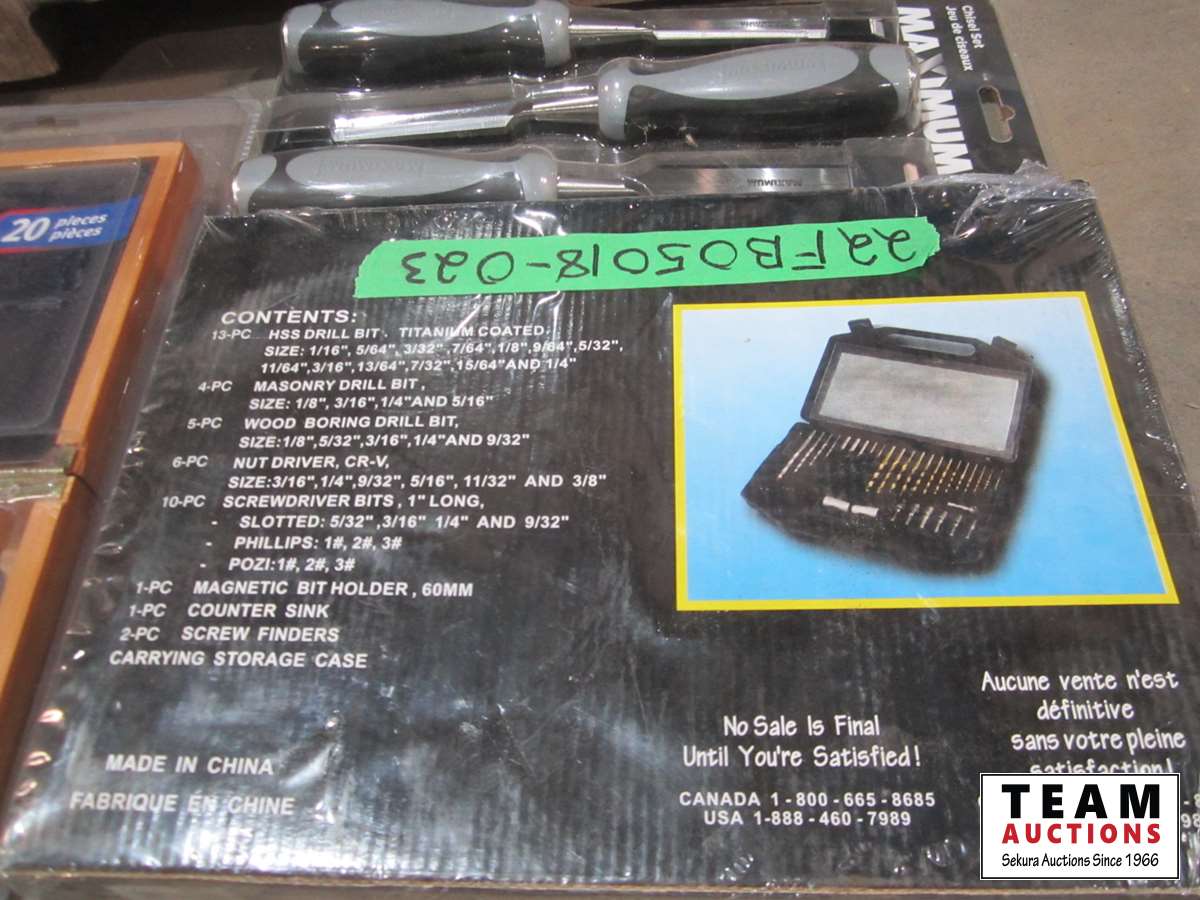 Chisel Set
Jeu de ciseaux
MAXIMUM
MAXIMUM
20 pieces
pièces
22FB05018-023
CONTENTS:
13-PC HSS DRILL BIT . TITANIUM COATED.
SIZE: 1/16", 5/64", 3/32",7/64",1/8",9/64",5/32",
11/64",3/16",13/64",7/32",15/64"AND 1/4"
4-PC MASONRY DRILL BIT ,
SIZE: 1/8", 3/16",1/4"AND 5/16"
5-PC WOOD BORING DRILL BIT,
SIZE:1/8",5/32",3/16",1/4"AND 9/32"
6-PC NUT DRIVER, CR-V,
SIZE:3/16",1/4",9/32", 5/16", 11/32" AND 3/8"
10-PC SCREWDRIVER BITS , 1" LONG,
- SLOTTED: 5/32" ,3/16" 1/4" AND 9/32"
- PHILLIPS: 1#, 2#, 3#
- POZI:1#, 2#, 3#
1-PC MAGNETIC BIT HOLDER , 60MM
1-PC COUNTER SINK
2-PC SCREW FINDERS
CARRYING STORAGE CASE
MADE IN CHINA
FABRIQUE EN CHINE
No Sale Is Final
Until You're Satisfied!
CANADA 1-800-665-8685
USA 1-888-460-7989
Aucune vente n'est
définitive
sans votre pleine
satisfaction!
TEAM
AUCTIONS
Sekura Auctions Since 1966